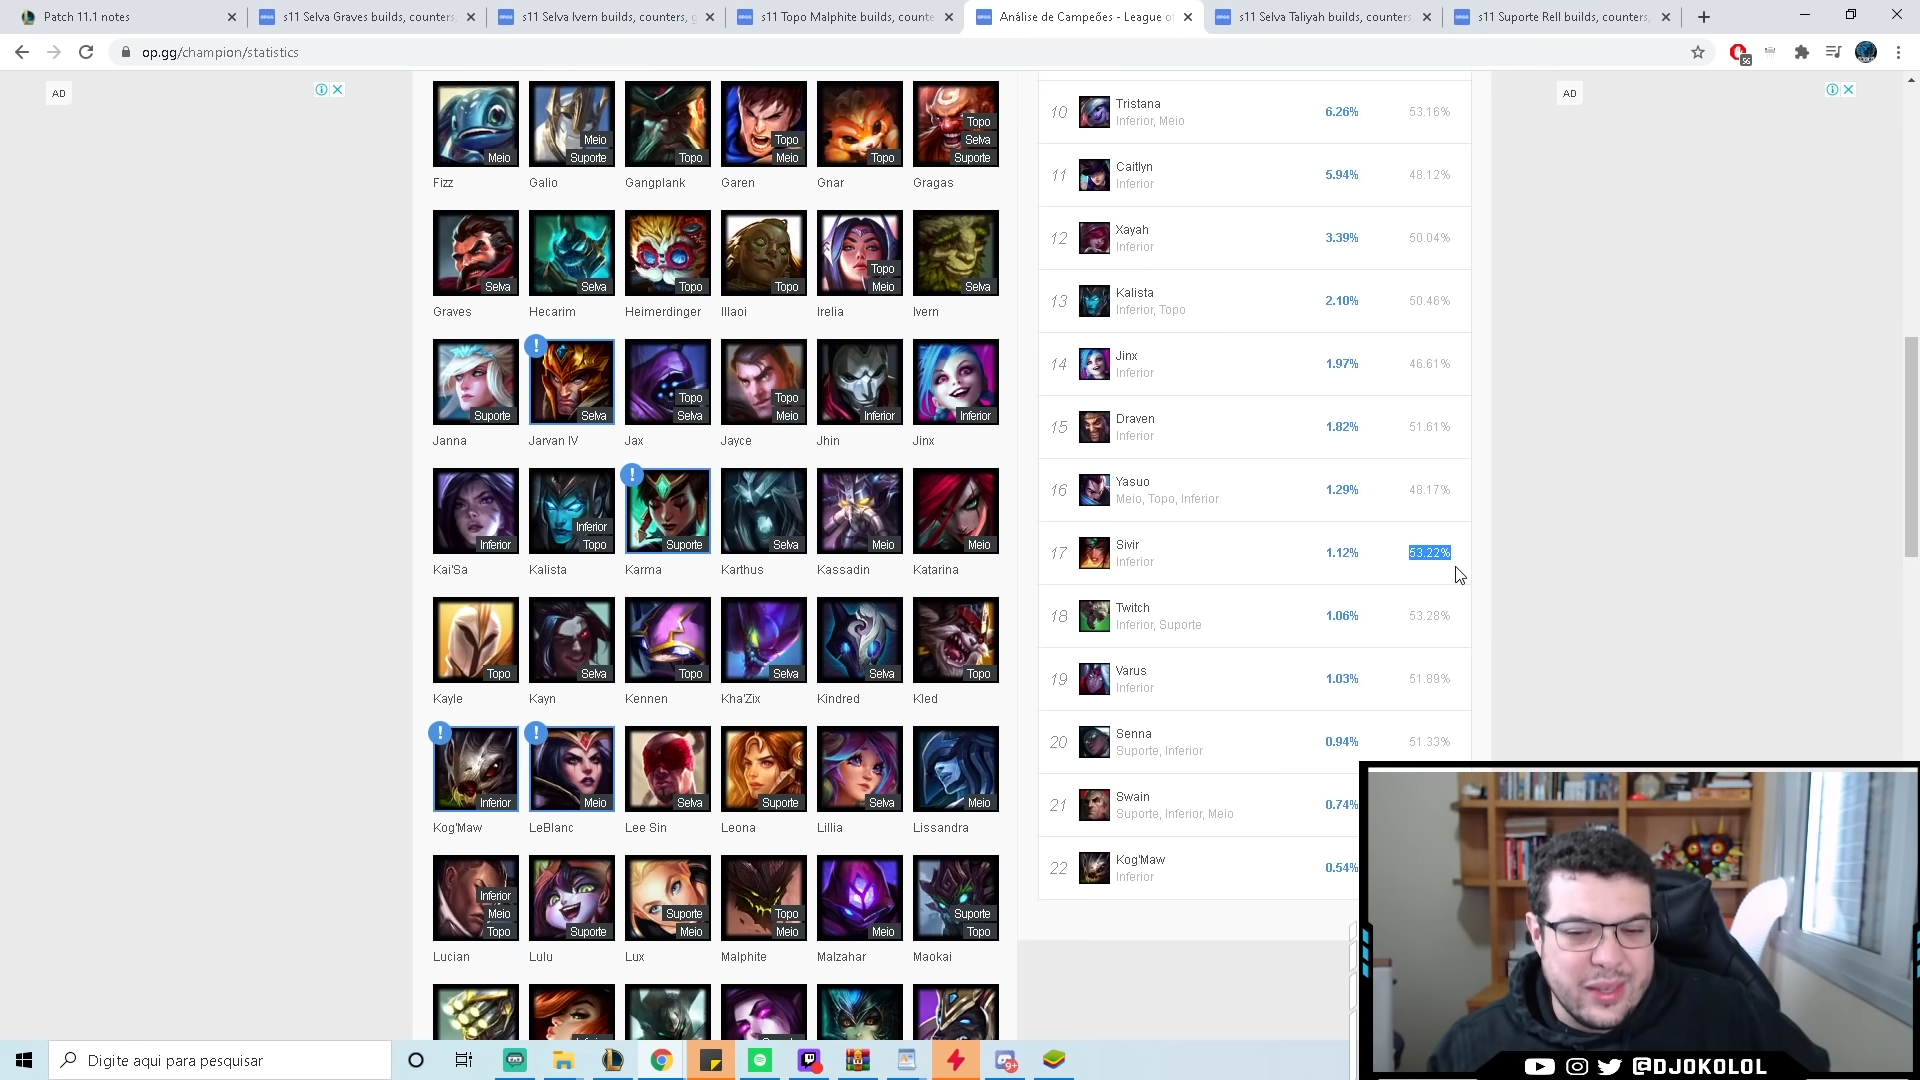 Patch 11.1 notes
s11 Selva Graves builds, counters,
s11 Selva Ivern builds, counters, g
s11 Topo Malphite builds, counte
Análise de Campeões - League of
s11 Selva Taliyah builds, counters
s11 Suporte Rell builds, counters,
op.gg/champion/statistics
56
AD
AD
Meio
Meio
Suporte
Topo
Topo
Meio
Topo
Topo
Selva
Suporte
Fizz
Galio
Gangplank
Garen
Gnar
Gragas
Selva
Selva
Topo
Topo
Topo
Meio
Selva
Graves
Hecarim
Heimerdinger
Illaoi
Irelia
Ivern
!
Suporte
Selva
Topo
Selva
Topo
Meio
Inferior
Inferior
Janna
Jarvan IV
Jax
Jayce
Jhin
Jinx
!
Inferior
Inferior
Topo
Suporte
Selva
Meio
Meio
Kai'Sa
Kalista
Karma
Karthus
Kassadin
Katarina
Topo
Selva
Topo
Selva
Selva
Topo
Kayle
Kayn
Kennen
Kha'Zix
Kindred
Kled
!
!
Inferior
Meio
Selva
Suporte
Selva
Meio
Kog'Maw
LeBlanc
Lee Sin
Leona
Lillia
Lissandra
Inferior
Meio
Topo
Suporte
Suporte
Meio
Topo
Meio
Meio
Suporte
Topo
Lucian
Lulu
Lux
Malphite
Malzahar
Maokai
10 Tristana 6.26% 53.16%
Inferior, Meio
11 Caitlyn 5.94% 48.12%
Inferior
12 Xayah 3.39% 50.04%
Inferior
13 Kalista 2.10% 50.46%
Inferior, Topo
14 Jinx 1.97% 46.61%
Inferior
15 Draven 1.82% 51.61%
Inferior
16 Yasuo 1.29% 48.17%
Meio, Topo, Inferior
17 Sivir 1.12% 53.22%
Inferior
18 Twitch 1.06% 53.28%
Inferior, Suporte
19 Varus 1.03% 51.89%
Inferior
20 Senna 0.94% 51.33%
Suporte, Inferior
21 Swain 0.74%
Suporte, Inferior, Meio
22 Kog'Maw 0.54%
Inferior
@DJOKOLOL
Digite aqui para pesquisar
9+